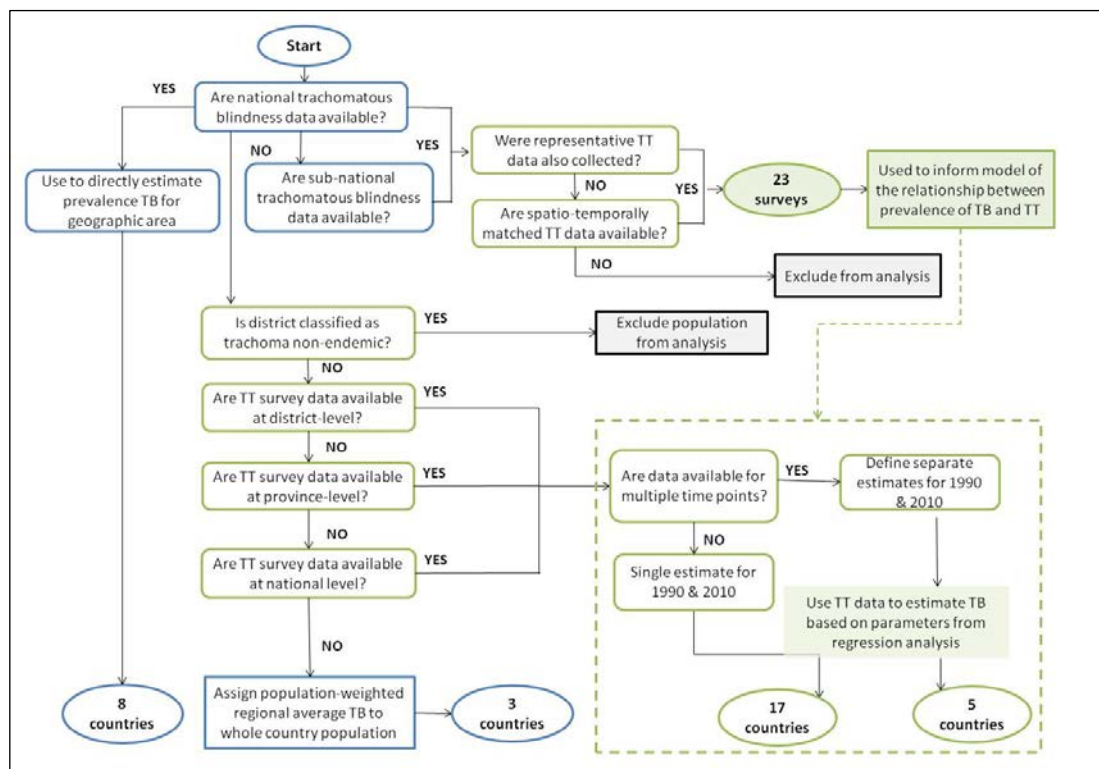 Start
YES
Are national trachomatous
blindness data available?
YES
NO
Were representative TT
data also collected?
Use to directly estimate
prevalence TB for
geographic area
Are sub-national
trachomatous blindness
data available?
NO
YES
23
surveys
Used to inform model of
the relationship between
prevalence of TB and TT
Are spatio-temporally
matched TT data available?
NO
Exclude from analysis
Is district classified as
trachoma non-endemic?
YES
Exclude population
from analysis
NO
Are TT survey data available
at district-level?
YES
NO
Are TT survey data available
at province-level?
YES
Are data available for
multiple time points?
YES
Define separate
estimates for 1990
& 2010
NO
NO
Are TT survey data available
at national level?
YES
Single estimate for
1990 & 2010
Use TT data to estimate TB
based on parameters from
regression analysis
NO
8
countries
Assign population-weighted
regional average TB to
whole country population
3
countries
17
countries
5
countries